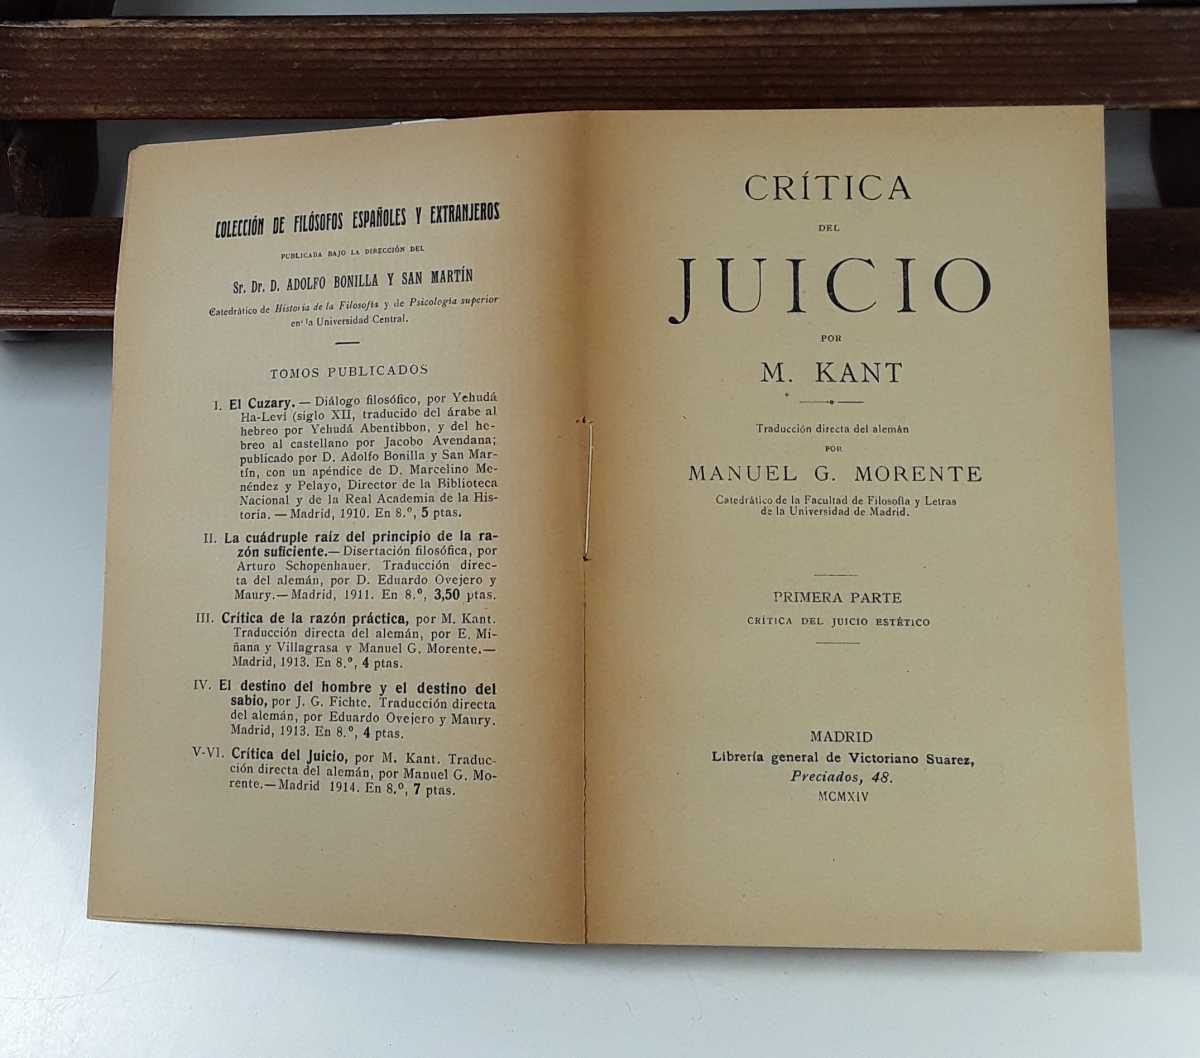 COLECCIÓN DE FILÓSOFOS ESPAÑOLES Y EXTRANJEROS
PUBLICADA BAJO LA DIRECCIÓN DEL
Sr. Dr. D. ADOLFO BONILLA Y SAN MARTÍN
Catedrático de Historia de la Filosofía y de Psicología superior
en la Universidad Central.
TOMOS PUBLICADOS
I. El Cuzary. — Diálogo filosófico, por Yehudá
Ha-Leví (siglo XII, traducido del árabe al
hebreo por Yehudá Abentibbon, y del he-
breo al castellano por Jacobo Avendana;
publicado por D. Adolfo Bonilla y San Mar-
tín, con un apéndice de D. Marcelino Me-
néndez y Pelayo, Director de la Biblioteca
Nacional y de la Real Academia de la His-
toria. — Madrid, 1910. En 8.º, 5 ptas.
II. La cuádruple raíz del principio de la ra-
zón suficiente. — Disertación filosófica, por
Arturo Schopenhauer. Traducción direc-
ta del alemán, por D. Eduardo Ovejero y
Maury. — Madrid, 1911. En 8.º, 3,50 ptas.
III. Crítica de la razón práctica, por M. Kant.
Traducción directa del alemán, por E. Mi-
ñana y Villagrasa y Manuel G. Morente. —
Madrid, 1913. En 8.º, 4 ptas.
IV. El destino del hombre y el destino del
sabio, por J. G. Fichte. Traducción directa
del alemán, por Eduardo Ovejero y Maury.
Madrid, 1913. En 8.º, 4 ptas.
V-VI. Crítica del Juicio, por M. Kant. Traduc-
ción directa del alemán, por Manuel G. Mo-
rente. — Madrid 1914. En 8.º, 7 ptas.
CRÍTICA
DEL
JUICIO
POR
M. KANT
Traducción directa del alemán
POR
MANUEL G. MORENTE
Catedrático de la Facultad de Filosofía y Letras
de la Universidad de Madrid.
PRIMERA PARTE
CRÍTICA DEL JUICIO ESTÉTICO
MADRID
Librería general de Victoriano Suárez,
Preciados, 48.
MCMXIV